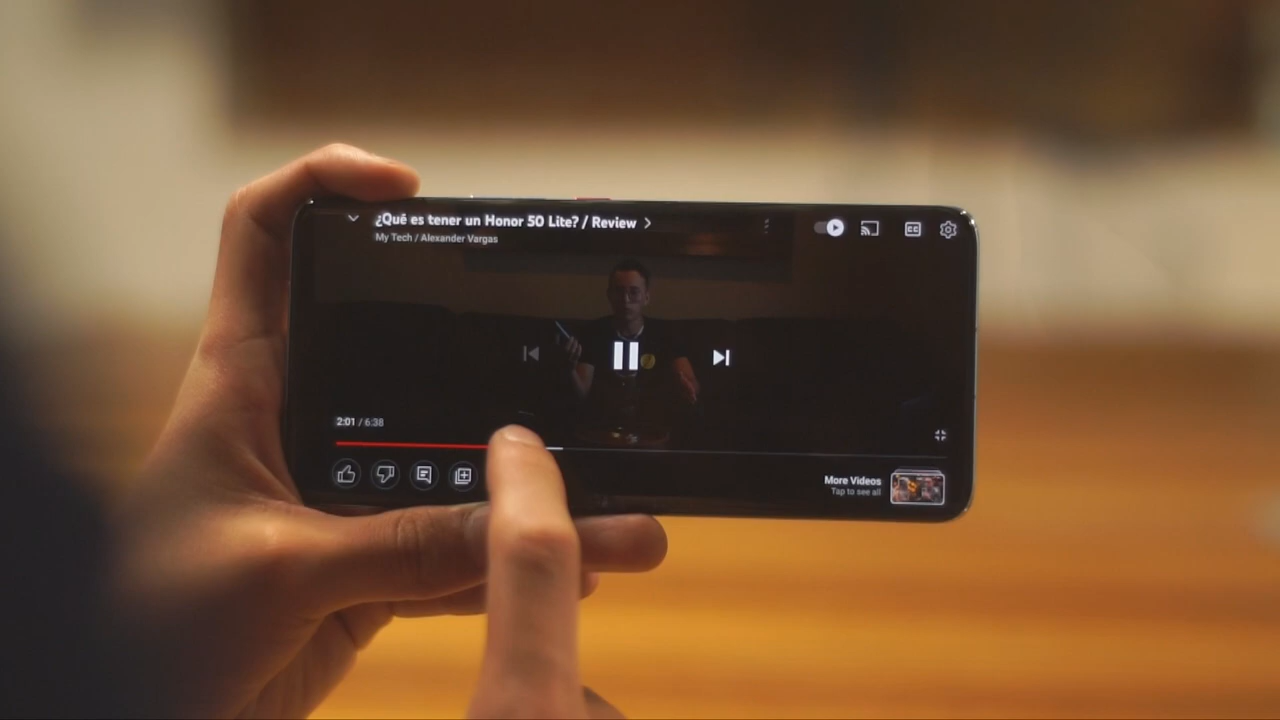 ¿Qué es tener un Honor 50 Lite? / Review
My Tech / Alexander Vargas
CC
2:01 / 6:38
More Videos
Tap to see all